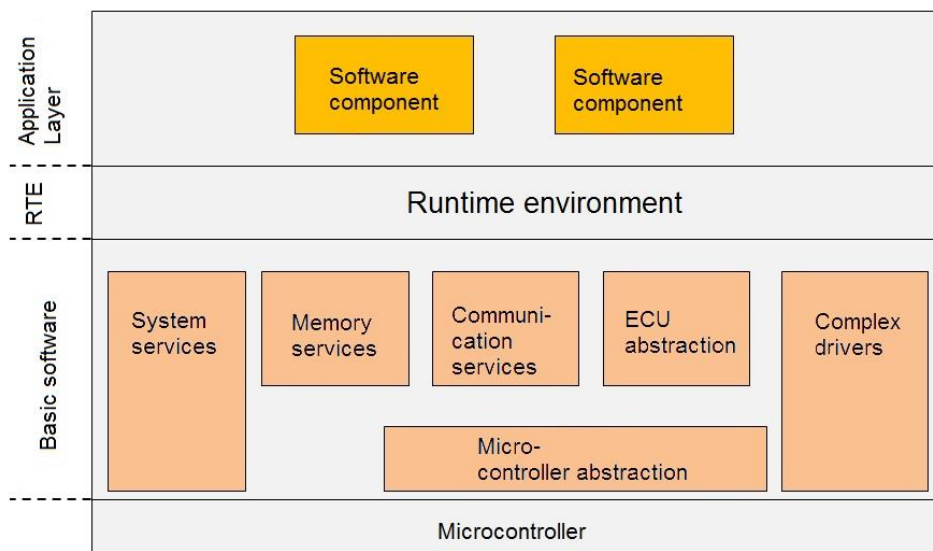 Application
Layer
Software
component
Software
component
RTE
Runtime environment
Basic software
System
services
Memory
services
Communi-
cation
services
ECU
abstraction
Complex
drivers
Micro-
controller abstraction
Microcontroller